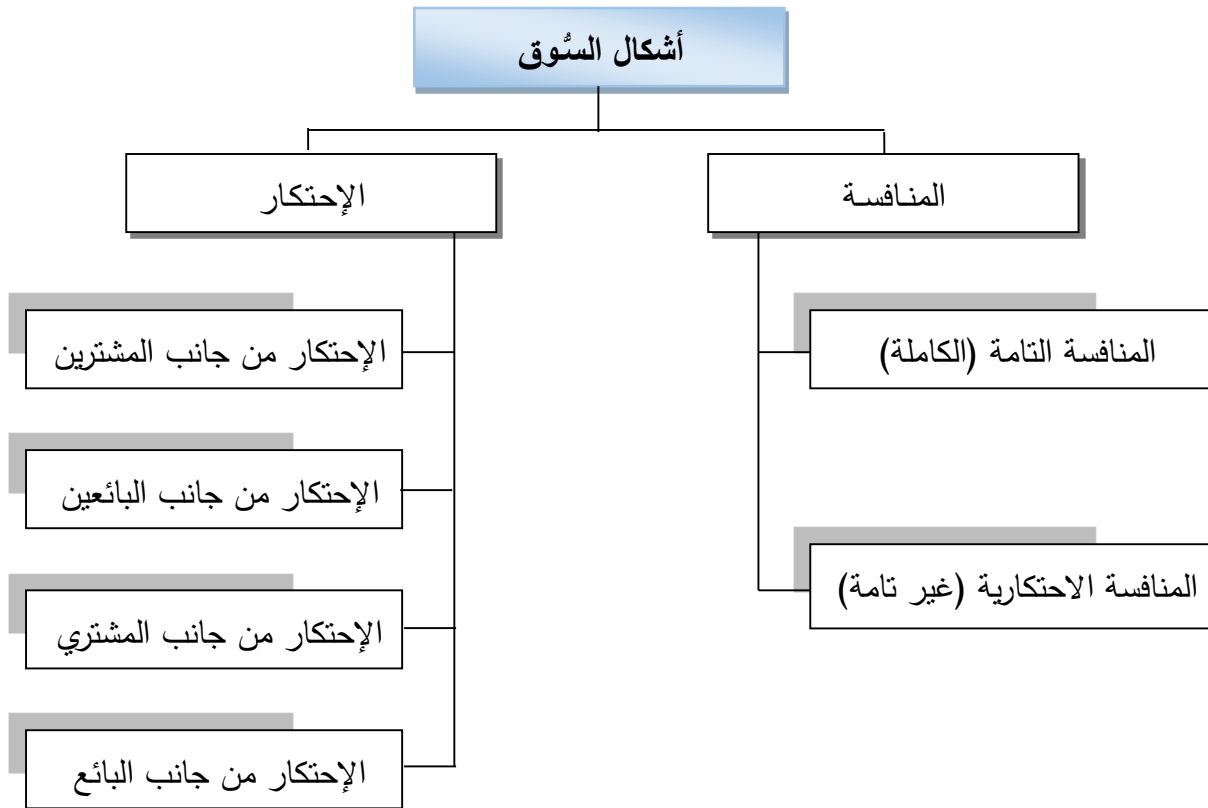 أشكال السُّوق
المنافسة
الإحتكار
المنافسة التامة (الكاملة)
المنافسة الاحتكارية (غير تامة)
الإحتكار من جانب المشترين
الإحتكار من جانب البائعين
الإحتكار من جانب المشتري
الإحتكار من جانب البائع